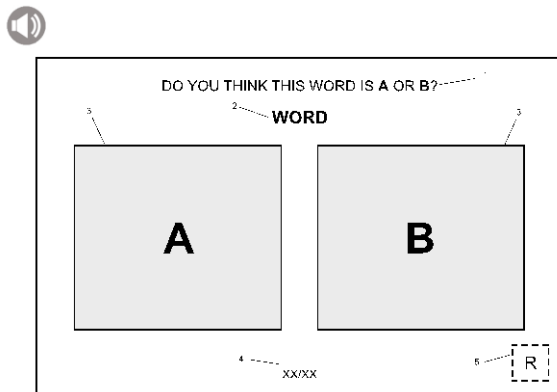 DO YOU THINK THIS WORD IS A OR B?
3 2 WORD 3
A B
4 XX/XX
5 R